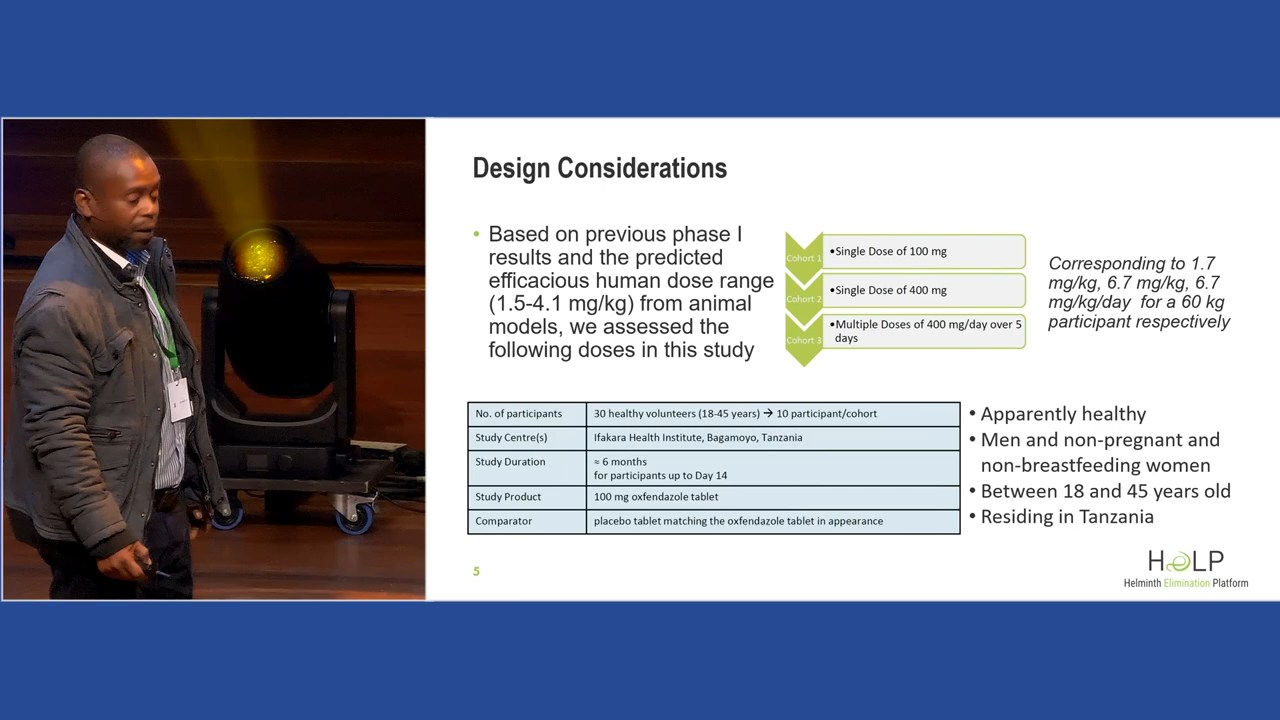 Design Considerations
• Based on previous phase I
results and the predicted
efficacious human dose range
(1.5-4.1 mg/kg) from animal
models, we assessed the
following doses in this study
Cohort 1
•Single Dose of 100 mg
Cohort 2
•Single Dose of 400 mg
Cohort 3
•Multiple Doses of 400 mg/day over 5
days
Corresponding to 1.7
mg/kg, 6.7 mg/kg, 6.7
mg/kg/day for a 60 kg
participant respectively
No. of participants
30 healthy volunteers (18-45 years) → 10 participant/cohort
Study Centre(s)
Ifakara Health Institute, Bagamoyo, Tanzania
Study Duration
≈ 6 months
for participants up to Day 14
Study Product
100 mg oxfendazole tablet
Comparator
placebo tablet matching the oxfendazole tablet in appearance
• Apparently healthy
• Men and non-pregnant and
non-breastfeeding women
• Between 18 and 45 years old
• Residing in Tanzania
5
HeLP
Helminth Elimination Platform